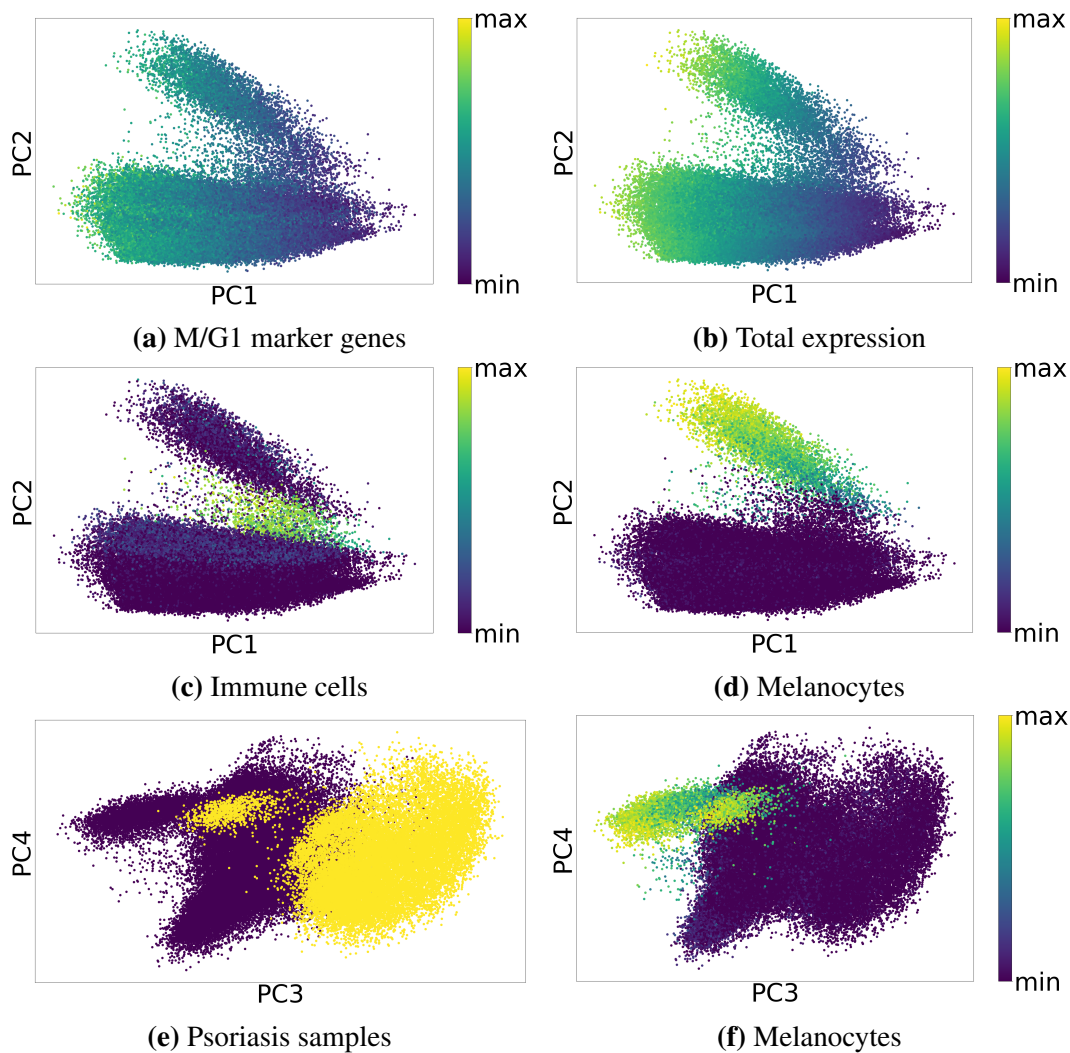 max
PC2
min
PC1
(a) M/G1 marker genes
max
PC2
min
PC1
(b) Total expression
max
PC2
min
PC1
(c) Immune cells
max
PC2
min
PC1
(d) Melanocytes
PC4
PC3
(e) Psoriasis samples
max
PC4
min
PC3
(f) Melanocytes